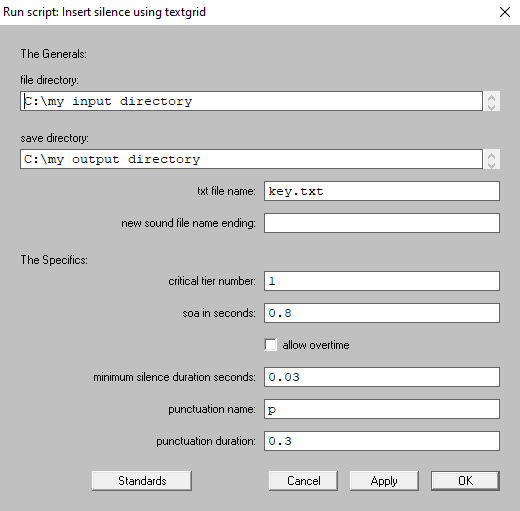 Run script: Insert silence using textgrid
The Generals:
file directory:
C:\my input directory
save directory:
C:\my output directory
txt file name: key.txt
new sound file name ending:
The Specifics:
critical tier number: 1
soa in seconds: 0.8
allow overtime
minimum silence duration seconds: 0.03
punctuation name: p
punctuation duration: 0.3
Standards Cancel Apply OK